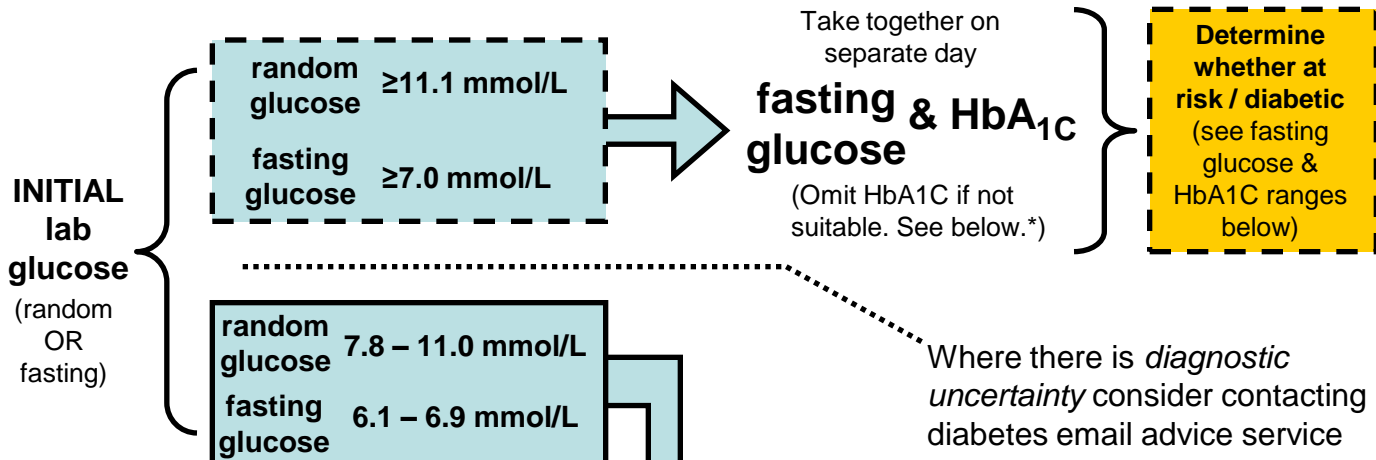 INITIAL
lab
glucose
(random
OR
fasting)
random
glucose
≥11.1 mmol/L
fasting
glucose
≥7.0 mmol/L
Take together on
separate day
fasting
glucose
& HbA1C
(Omit HbA1C if not
suitable. See below.*)
Determine
whether at
risk / diabetic
(see fasting
glucose &
HbA1C ranges
below)
random
glucose
7.8 – 11.0 mmol/L
fasting
glucose
6.1 – 6.9 mmol/L
Where there is diagnostic
uncertainty consider contacting
diabetes email advice service